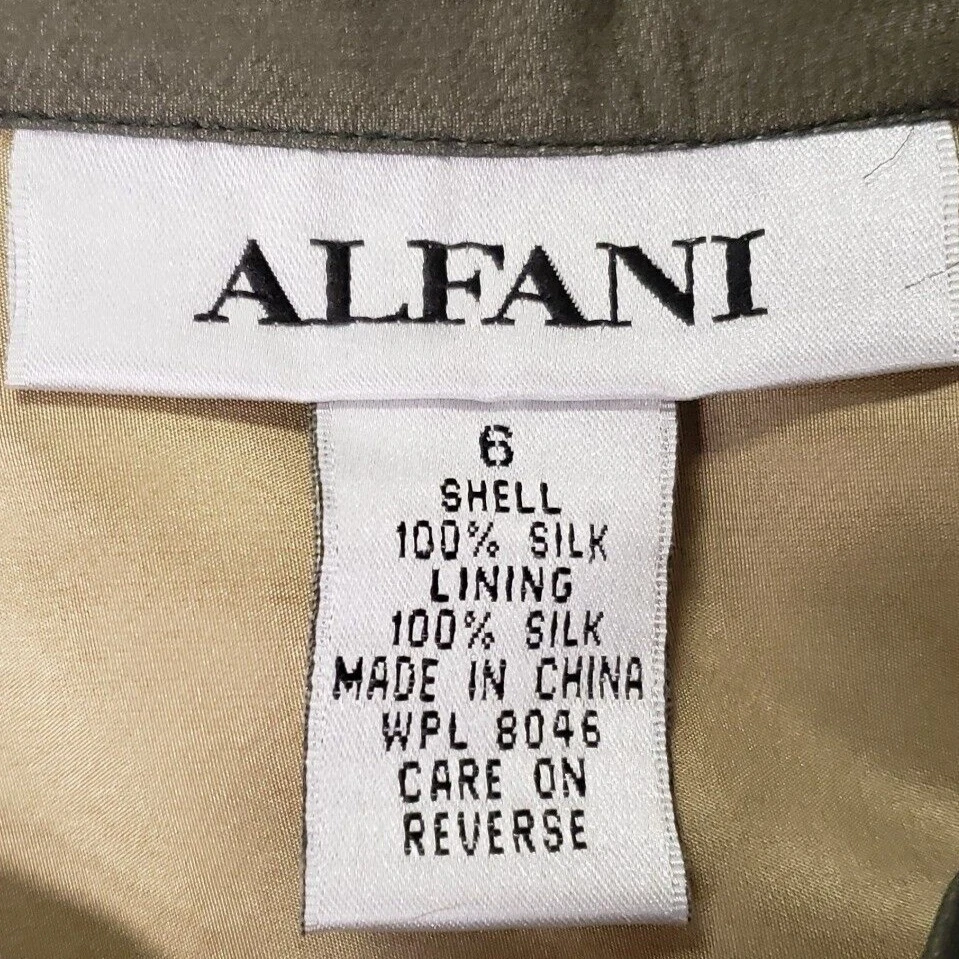 ALFANI
6
SHELL
100% SILK
LINING
100% SILK
MADE IN CHINA
WPL 8046
CARE ON
REVERSE